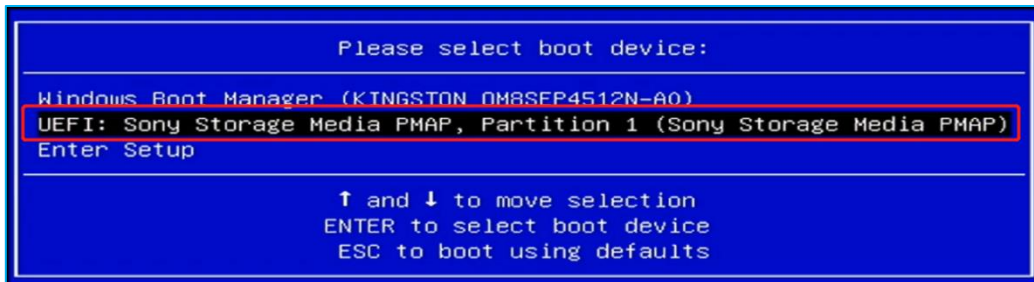 Please select boot device:
Windows Boot Manager (KINGSTON OM8SEP4512N-A0)
UEFI: Sony Storage Media PMAP, Partition 1 (Sony Storage Media PMAP)
Enter Setup
↑ and ↓ to move selection
ENTER to select boot device
ESC to boot using defaults